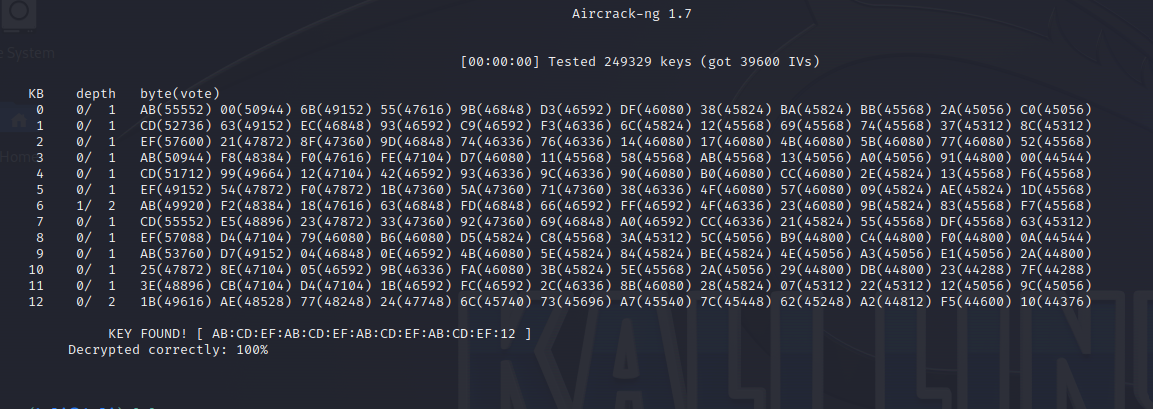 Aircrack-ng 1.7
System
[00:00:00] Tested 249329 keys (got 39600 IVs)
KB depth byte(vote)
0 0/ 1 AB(55552) 00(50944) 6B(49152) 55(47616) 9B(46848) D3(46592) DF(46080) 38(45824) BA(45824) BB(45568) 2A(45056) C0(45056)
1 0/ 1 CD(52736) 63(49152) EC(46848) 93(46592) C9(46592) F3(46336) 6C(45824) 12(45568) 69(45568) 74(45568) 37(45312) 8C(45312)
2 0/ 1 EF(57600) 21(47872) 8F(47360) 9D(46848) 74(46336) 76(46336) 14(46080) 17(46080) 4B(46080) 5B(46080) 77(46080) 52(45568)
3 0/ 1 AB(50944) F8(48384) F0(47616) FE(47104) D7(46080) 11(45568) 58(45568) AB(45568) 13(45056) A0(45056) 91(44800) 00(44544)
Home
4 0/ 1 CD(51712) 99(49664) 12(47104) 42(46592) 93(46336) 9C(46336) 90(46080) B0(46080) CC(46080) 2E(45824) 13(45568) F6(45568)
5 0/ 1 EF(49152) 54(47872) F0(47872) 1B(47360) 5A(47360) 71(47360) 38(46336) 4F(46080) 57(46080) 09(45824) AE(45824) 1D(45568)
6 1/ 2 AB(49920) F2(48384) 18(47616) 63(46848) FD(46848) 66(46592) FF(46592) 4F(46336) 23(46080) 9B(45824) 83(45568) F7(45568)
7 0/ 1 CD(55552) E5(48896) 23(47872) 33(47360) 92(47360) 69(46848) A0(46592) CC(46336) 21(45824) 55(45568) DF(45568) 63(45312)
8 0/ 1 EF(57088) D4(47104) 79(46080) B6(46080) D5(45824) C8(45568) 3A(45312) 5C(45056) B9(44800) C4(44800) F0(44800) 0A(44544)
9 0/ 1 AB(53760) D7(49152) 04(46848) 0E(46592) 4B(46080) 5E(45824) 84(45824) BE(45824) 4E(45056) A3(45056) E1(45056) 2A(44800)
10 0/ 1 25(47872) 8E(47104) 05(46592) 9B(46336) FA(46080) 3B(45824) 5E(45568) 2A(45056) 29(44800) DB(44800) 23(44288) 7F(44288)
11 0/ 1 3E(48896) CB(47104) D4(47104) 1B(46592) FC(46592) 2C(46336) 8B(46080) 28(45824) 07(45312) 22(45312) 12(45056) 9C(45056)
12 0/ 2 1B(49616) AE(48528) 77(48248) 24(47748) 6C(45740) 73(45696) A7(45540) 7C(45448) 62(45248) A2(44812) F5(44600) 10(44376)
KEY FOUND! [ AB:CD:EF:AB:CD:EF:AB:CD:EF:AB:CD:EF:12 ]
Decrypted correctly: 100%
KALI LINU